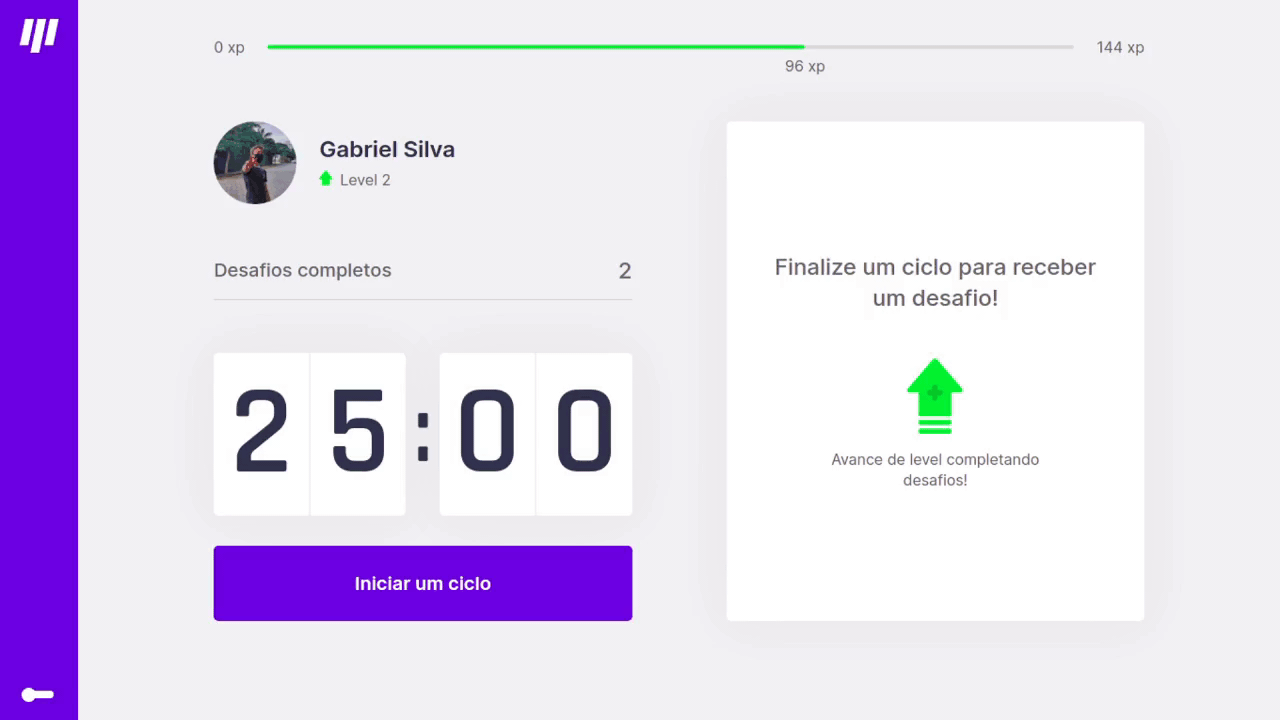 0 xp
144 xp
96 xp
Gabriel Silva
Level 2
Desafios completos 2
25:00
Iniciar um ciclo
Finalize um ciclo para receber
um desafio!
Avance de level completando
desafios!